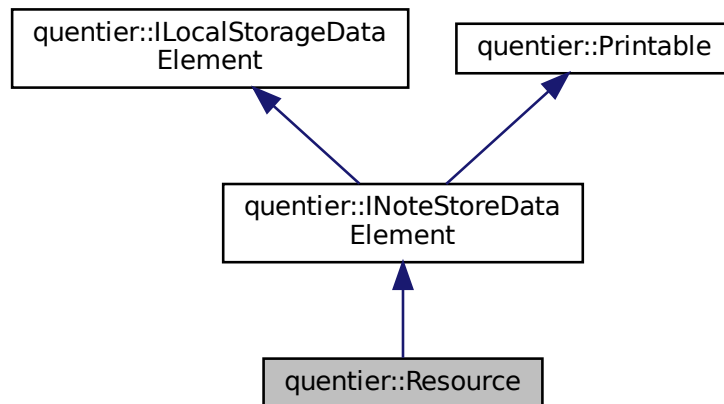 quentier::ILocalStorageData
Element
quentier::Printable
quentier::INoteStoreData
Element
quentier::Resource